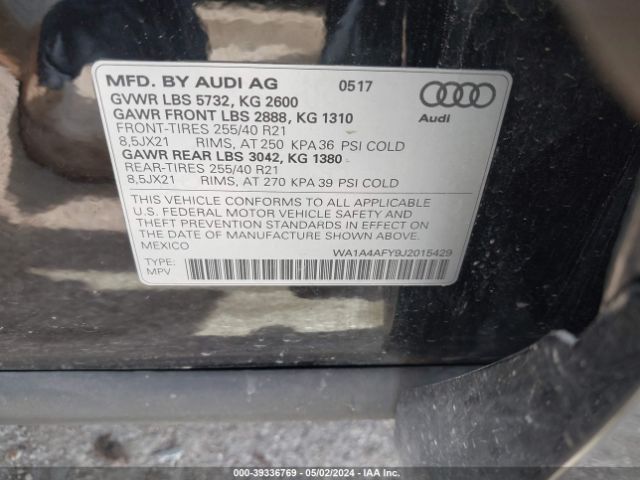 MFD. BY AUDI AG 0517
GVWR LBS 5732, KG 2600
GAWR FRONT LBS 2888, KG 1310
FRONT-TIRES 255/40 R21
8,5JX21 RIMS, AT 250 KPA 36 PSI COLD
GAWR REAR LBS 3042, KG 1380
REAR-TIRES 255/40 R21
8,5JX21 RIMS, AT 270 KPA 39 PSI COLD
Audi
THIS VEHICLE CONFORMS TO ALL APPLICABLE
U.S. FEDERAL MOTOR VEHICLE SAFETY AND
THEFT PREVENTION STANDARDS IN EFFECT ON
THE DATE OF MANUFACTURE SHOWN ABOVE.
MEXICO
WA1A4AFY9J2015429
TYPE:
MPV
000-39336769 - 05/02/2024 - IAA Inc.